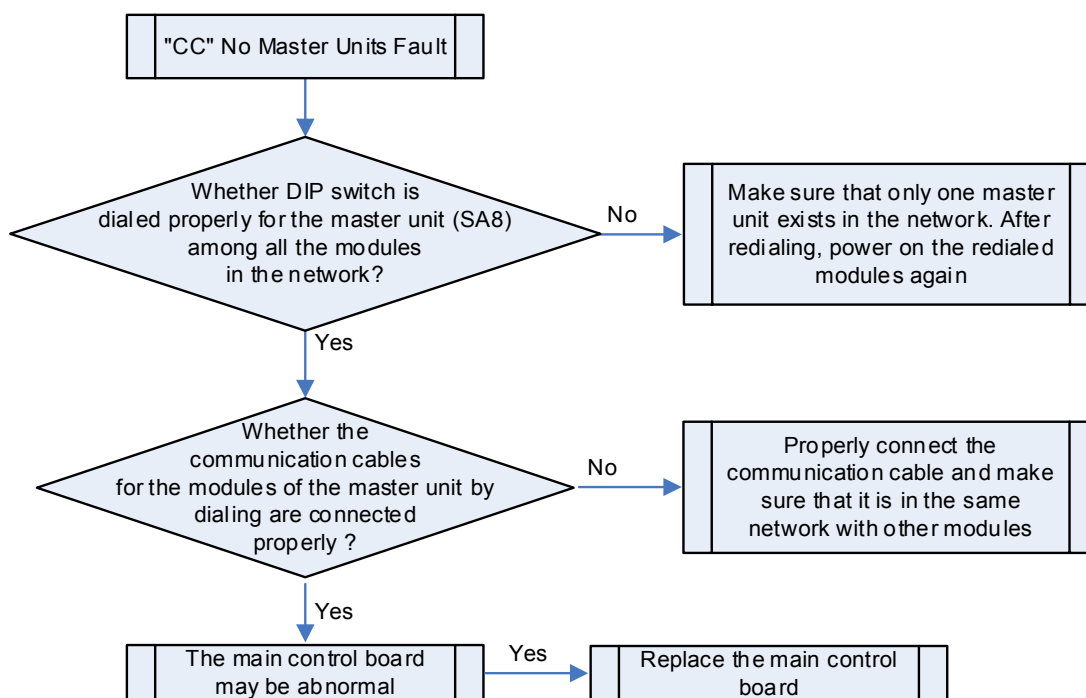 "CC" No Master Units Fault
Whether DIP switch is
dialed properly for the master unit (SA8)
among all the modules
in the network?
No
Make sure that only one master
unit exists in the network. After
redialing, power on the redialed
modules again
Yes
Whether the
communication cables
for the modules of the master unit by
dialing are connected
properly ?
No
Properly connect the
communication cable and make
sure that it is in the same
network with other modules
Yes
The main control board
may be abnormal
Yes
Replace the main control
board